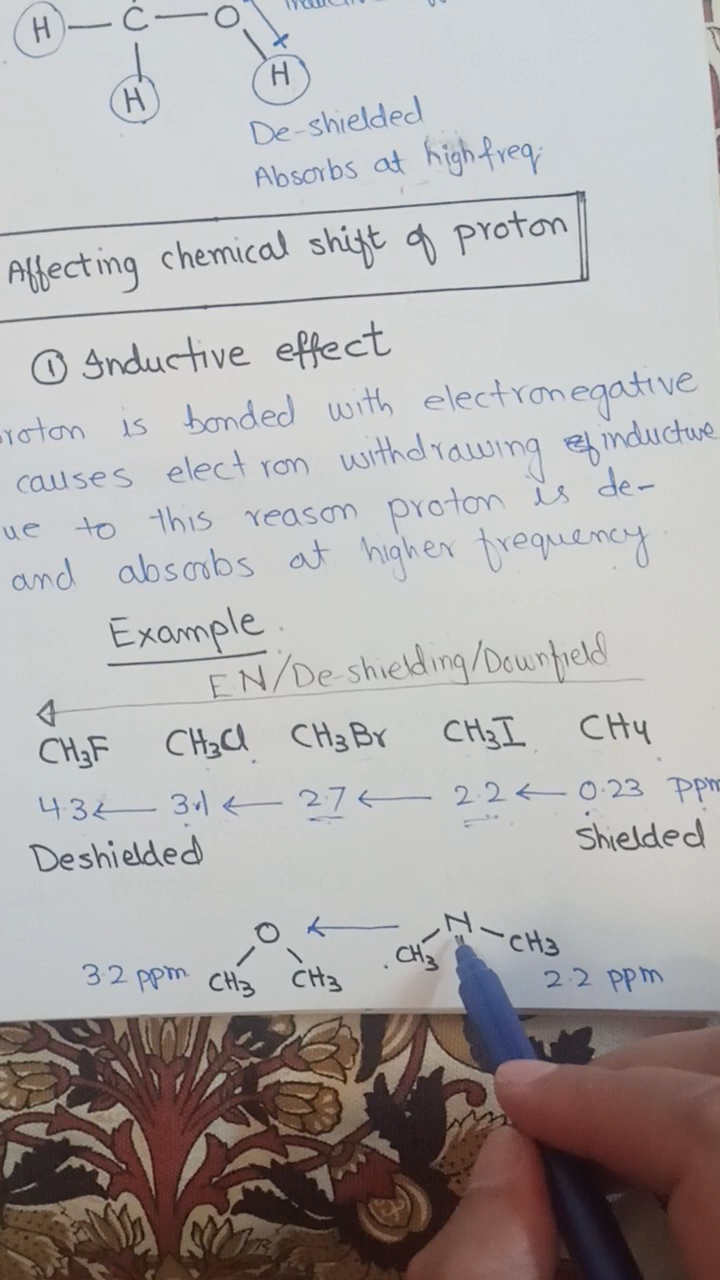 H — C — O
H H
De-shielded
Absorbs at high freq.
Affecting chemical shift of proton
① Inductive effect
roton is bonded with electronegative
causes electron withdrawing inductive
ue to this reason proton is de-
and absorbs at higher frequency.
Example
EN/De-shielding/Downfield
CH3F CH3Cl CH3Br CH3I CH4
4.3 ← 3.1 ← 2.7 ← 2.2 ← 0.23 ppm
Deshielded Shielded
O ← N
3.2 ppm CH3 CH3 CH3 CH3 2.2 ppm